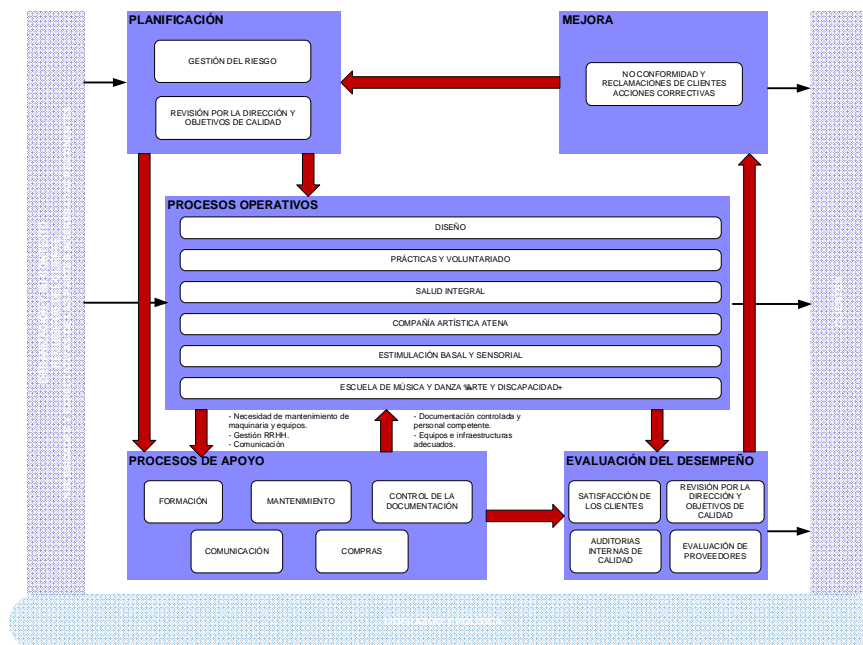 PLANIFICACIÓN
MEJORA
GESTIÓN DEL RIESGO
REVISIÓN POR LA DIRECCIÓN Y
OBJETIVOS DE CALIDAD
NO CONFORMIDAD Y
RECLAMACIONES DE CLIENTES
ACCIONES CORRECTIVAS
PROCESOS OPERATIVOS
DISEÑO
PRÁCTICAS Y VOLUNTARIADO
SALUD INTEGRAL
COMPAÑÍA ARTÍSTICA ATENA
ESTIMULACIÓN BASAL Y SENSORIAL
ESCUELA DE MÚSICA Y DANZA %ARTE Y DISCAPACIDAD+
- Necesidad de mantenimiento de
maquinaria y equipos.
- Gestión RRHH.
- Comunicación
- Documentación controlada y
personal competente.
- Equipos e infraestructuras
adecuados.
PROCESOS DE APOYO
FORMACIÓN
MANTENIMIENTO
CONTROL DE LA
DOCUMENTACIÓN
COMUNICACIÓN
COMPRAS
EVALUACIÓN DEL DESEMPEÑO
SATISFACCIÓN DE
LOS CLIENTES
REVISIÓN POR LA
DIRECCIÓN Y
OBJETIVOS DE
CALIDAD
AUDITORIAS
INTERNAS DE
CALIDAD
EVALUACIÓN DE
PROVEEDORES